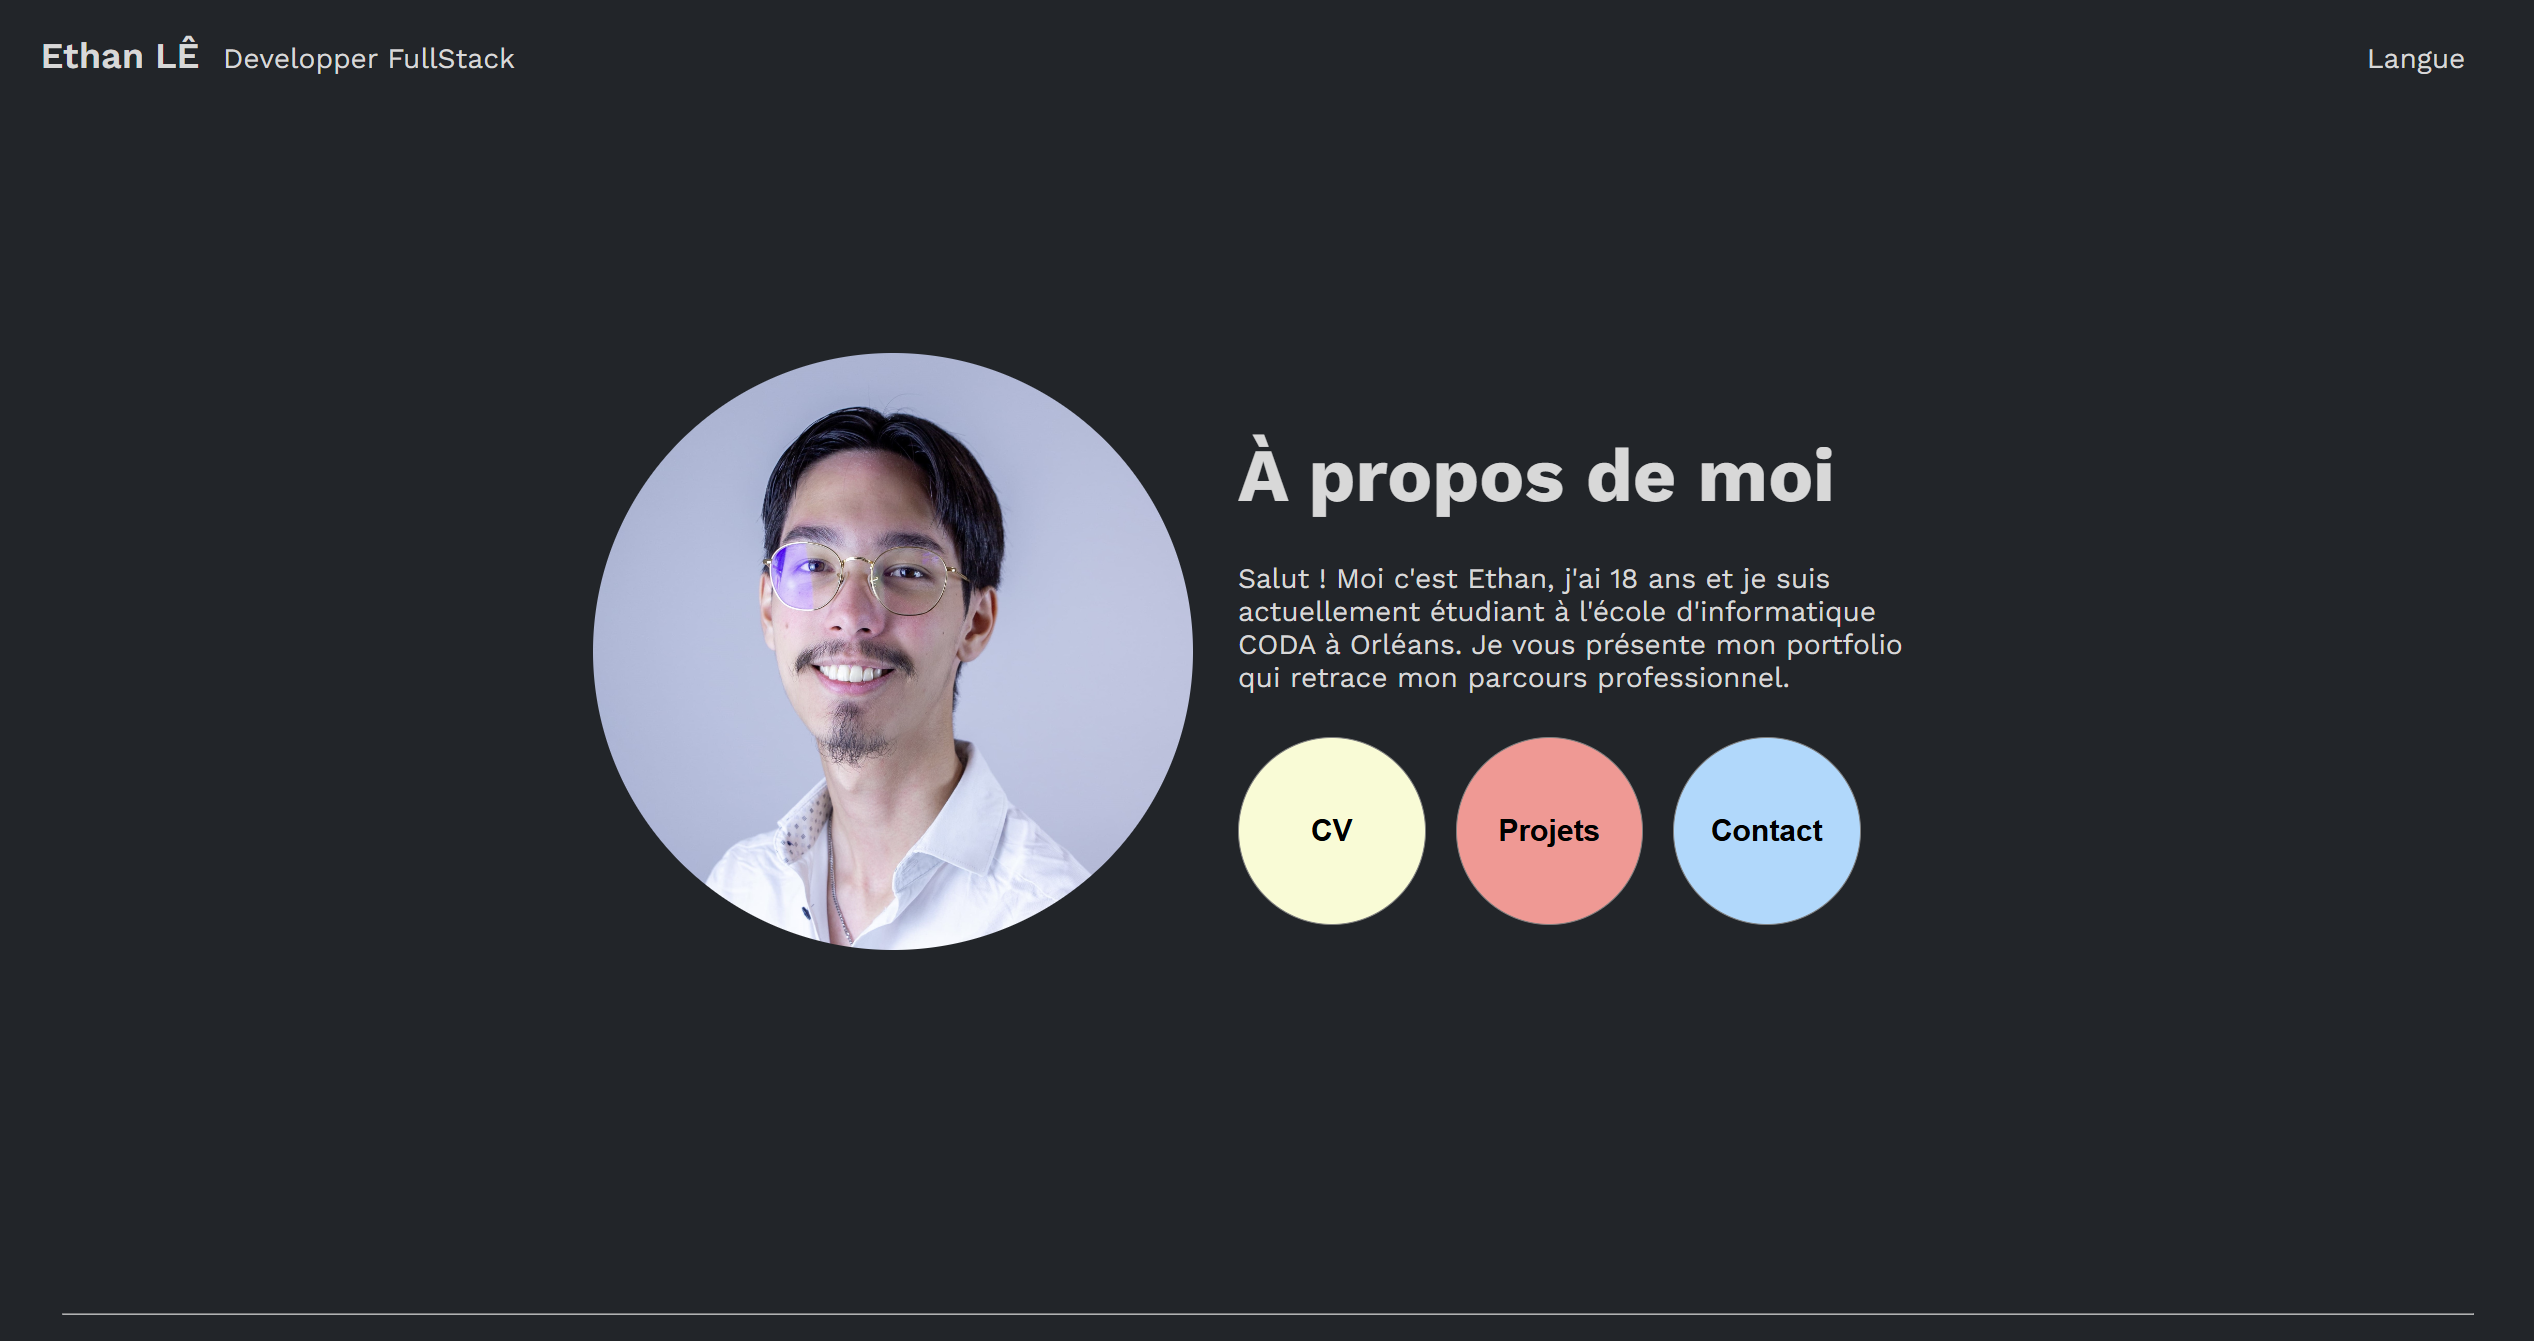 Ethan LÊ Developper FullStack Langue
À propos de moi
Salut ! Moi c'est Ethan, j'ai 18 ans et je suis
actuellement étudiant à l'école d'informatique
CODA à Orléans. Je vous présente mon portfolio
qui retrace mon parcours professionnel.
CV Projets Contact